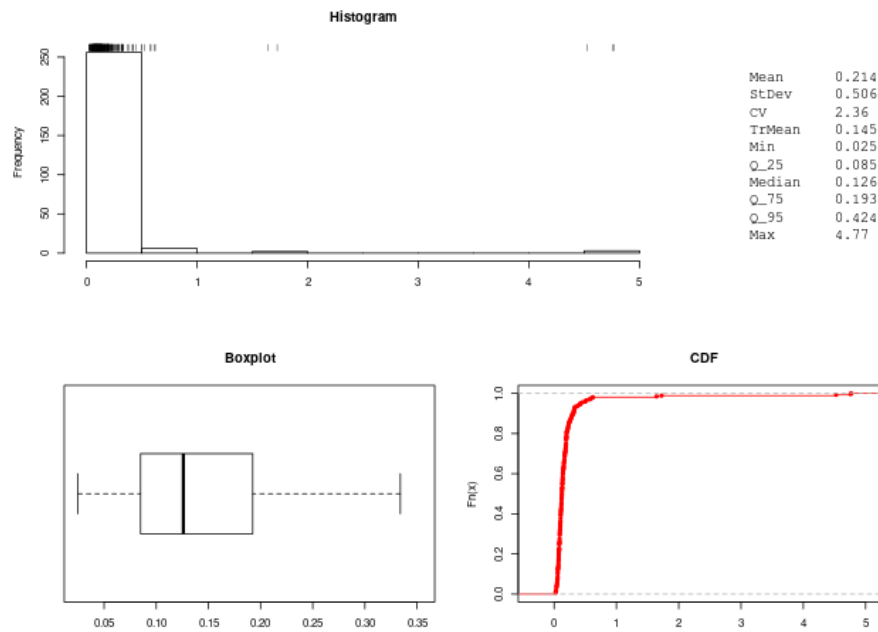 Histogram
Frequency
0 50 100 150 200 250
0 1 2 3 4 5
Mean 0.214
StDev 0.506
CV 2.36
TrMean 0.145
Min 0.025
Q_25 0.085
Median 0.126
Q_75 0.193
Q_95 0.424
Max 4.77
Boxplot
0.05 0.10 0.15 0.20 0.25 0.30 0.35
CDF
Fn(x)
0.0 0.2 0.4 0.6 0.8 1.0
0 1 2 3 4 5